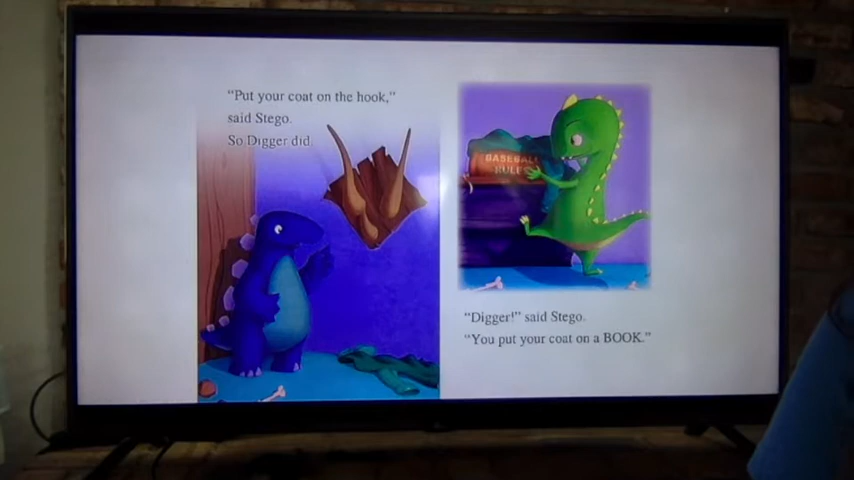 "Put your coat on the hook,"
said Stego.
So Digger did.
BASEBALL
RULES
"Digger!" said Stego.
"You put your coat on a BOOK."